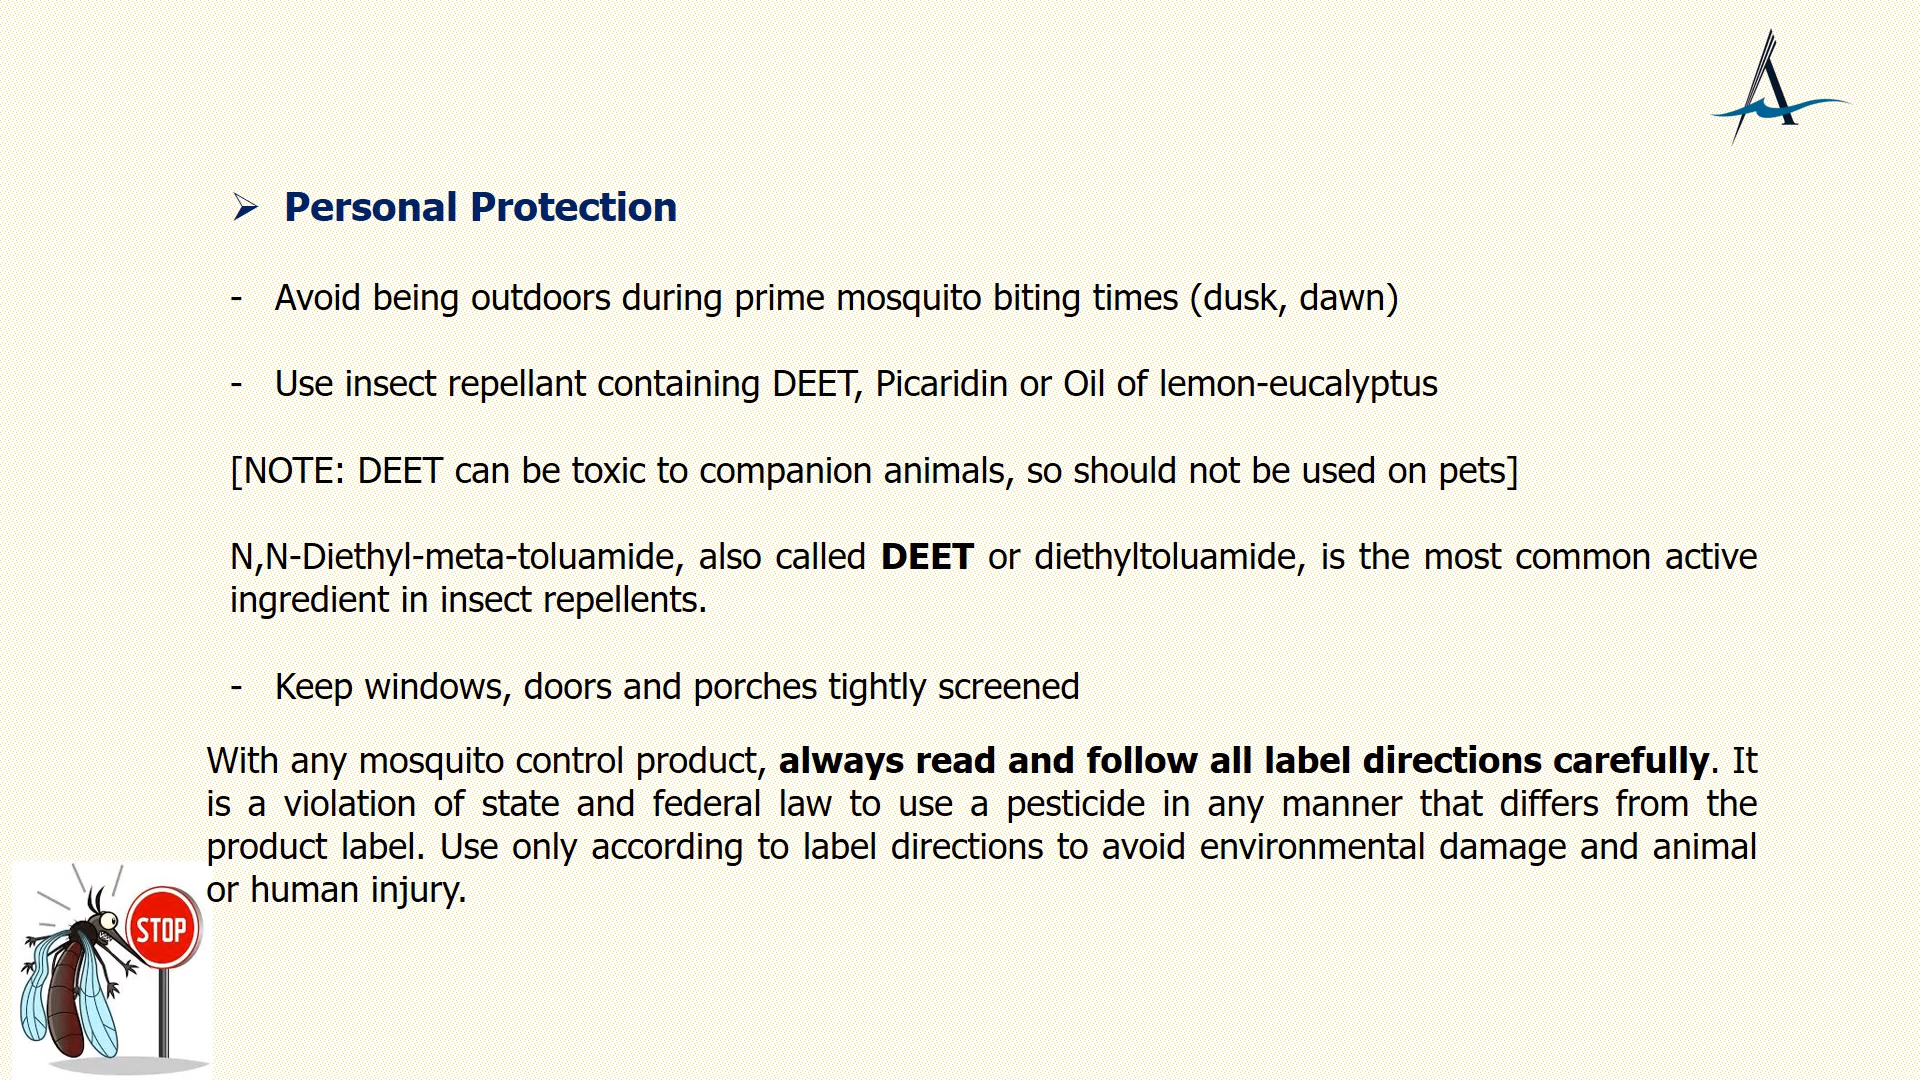 ➢ Personal Protection
- Avoid being outdoors during prime mosquito biting times (dusk, dawn)
- Use insect repellant containing DEET, Picaridin or Oil of lemon-eucalyptus
[NOTE: DEET can be toxic to companion animals, so should not be used on pets]
N,N-Diethyl-meta-toluamide, also called DEET or diethyltoluamide, is the most common active
ingredient in insect repellents.
- Keep windows, doors and porches tightly screened
With any mosquito control product, always read and follow all label directions carefully. It
is a violation of state and federal law to use a pesticide in any manner that differs from the
product label. Use only according to label directions to avoid environmental damage and animal
or human injury.
STOP